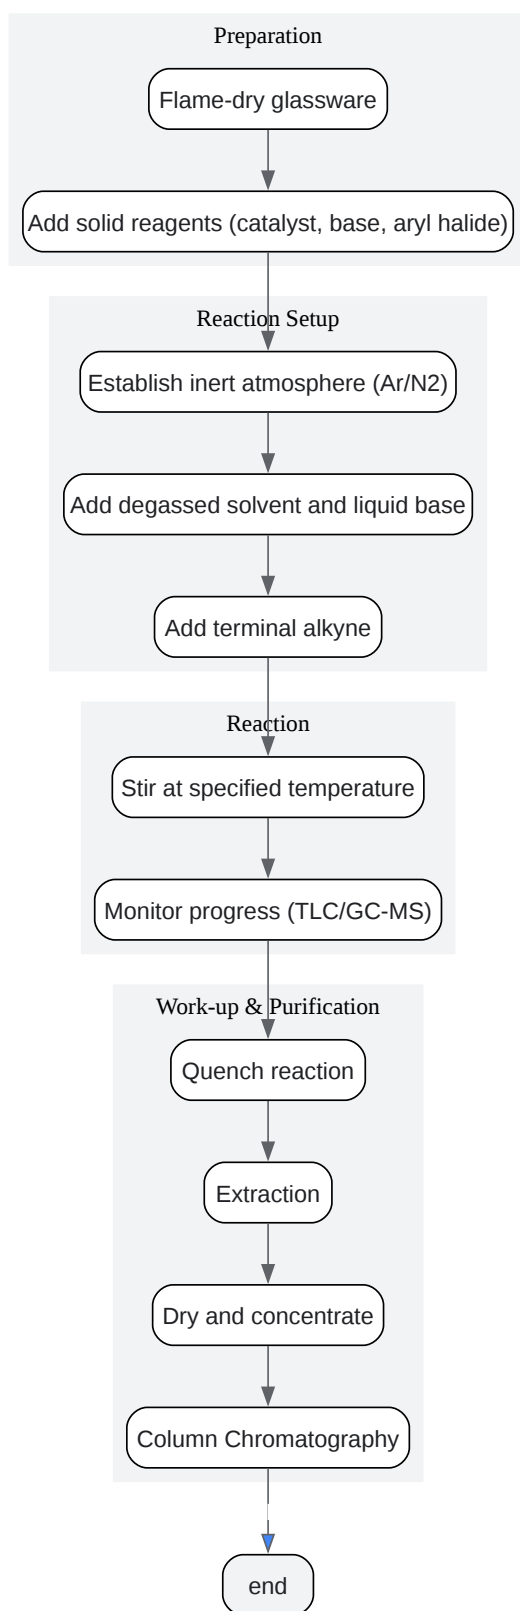 Preparation
Flame-dry glassware
Add solid reagents (catalyst, base, aryl halide)
Reaction Setup
Establish inert atmosphere (Ar/N2)
Add degassed solvent and liquid base
Add terminal alkyne
Reaction
Stir at specified temperature
Monitor progress (TLC/GC-MS)
Work-up & Purification
Quench reaction
Extraction
Dry and concentrate
Column Chromatography
end